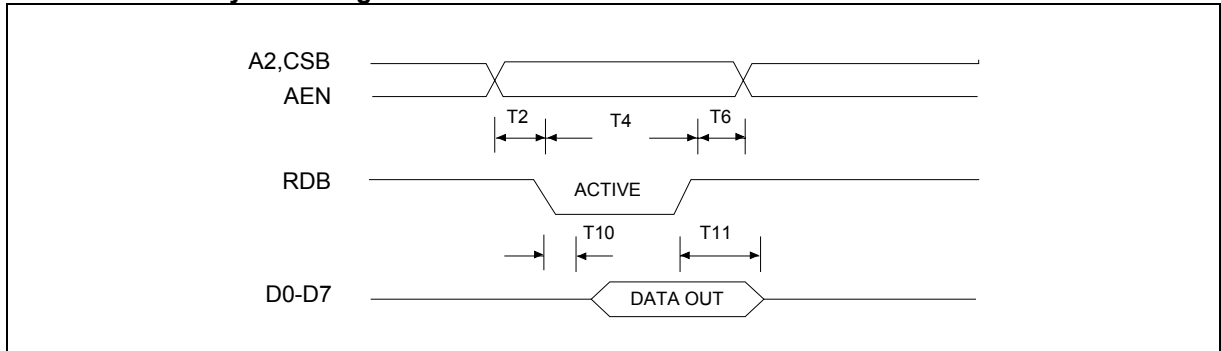 A2,CSB
AEN
T2
T4
T6
RDB
ACTIVE
T10
T11
D0-D7
DATA OUT